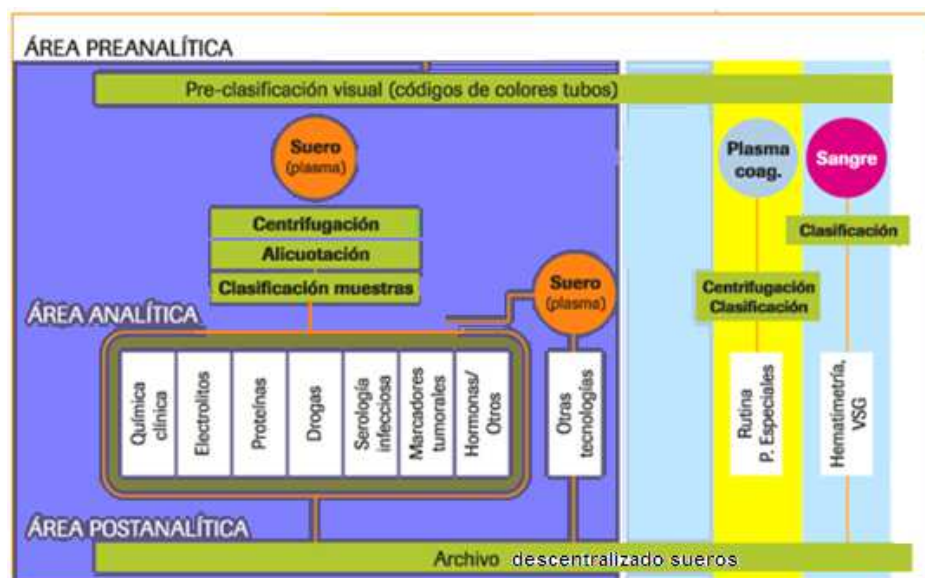 ÁREA PREANALÍTICA
Pre-clasificación visual (códigos de colores tubos)
Suero
(plasma)
Plasma
coag.
Sangre
Centrifugación
Alicuotación
Clasificación muestras
Clasificación
Suero
(plasma)
Centrifugación
Clasificación
ÁREA ANALÍTICA
Química
clínica
Electrolitos
Proteínas
Drogas
Serología
infecciosa
Marcadores
tumorales
Hormonas/
Otros
Otras
tecnologías
Rutina
P. Especiales
Hematimetría,
VSG
ÁREA POSTANALÍTICA
Archivo descentralizado sueros